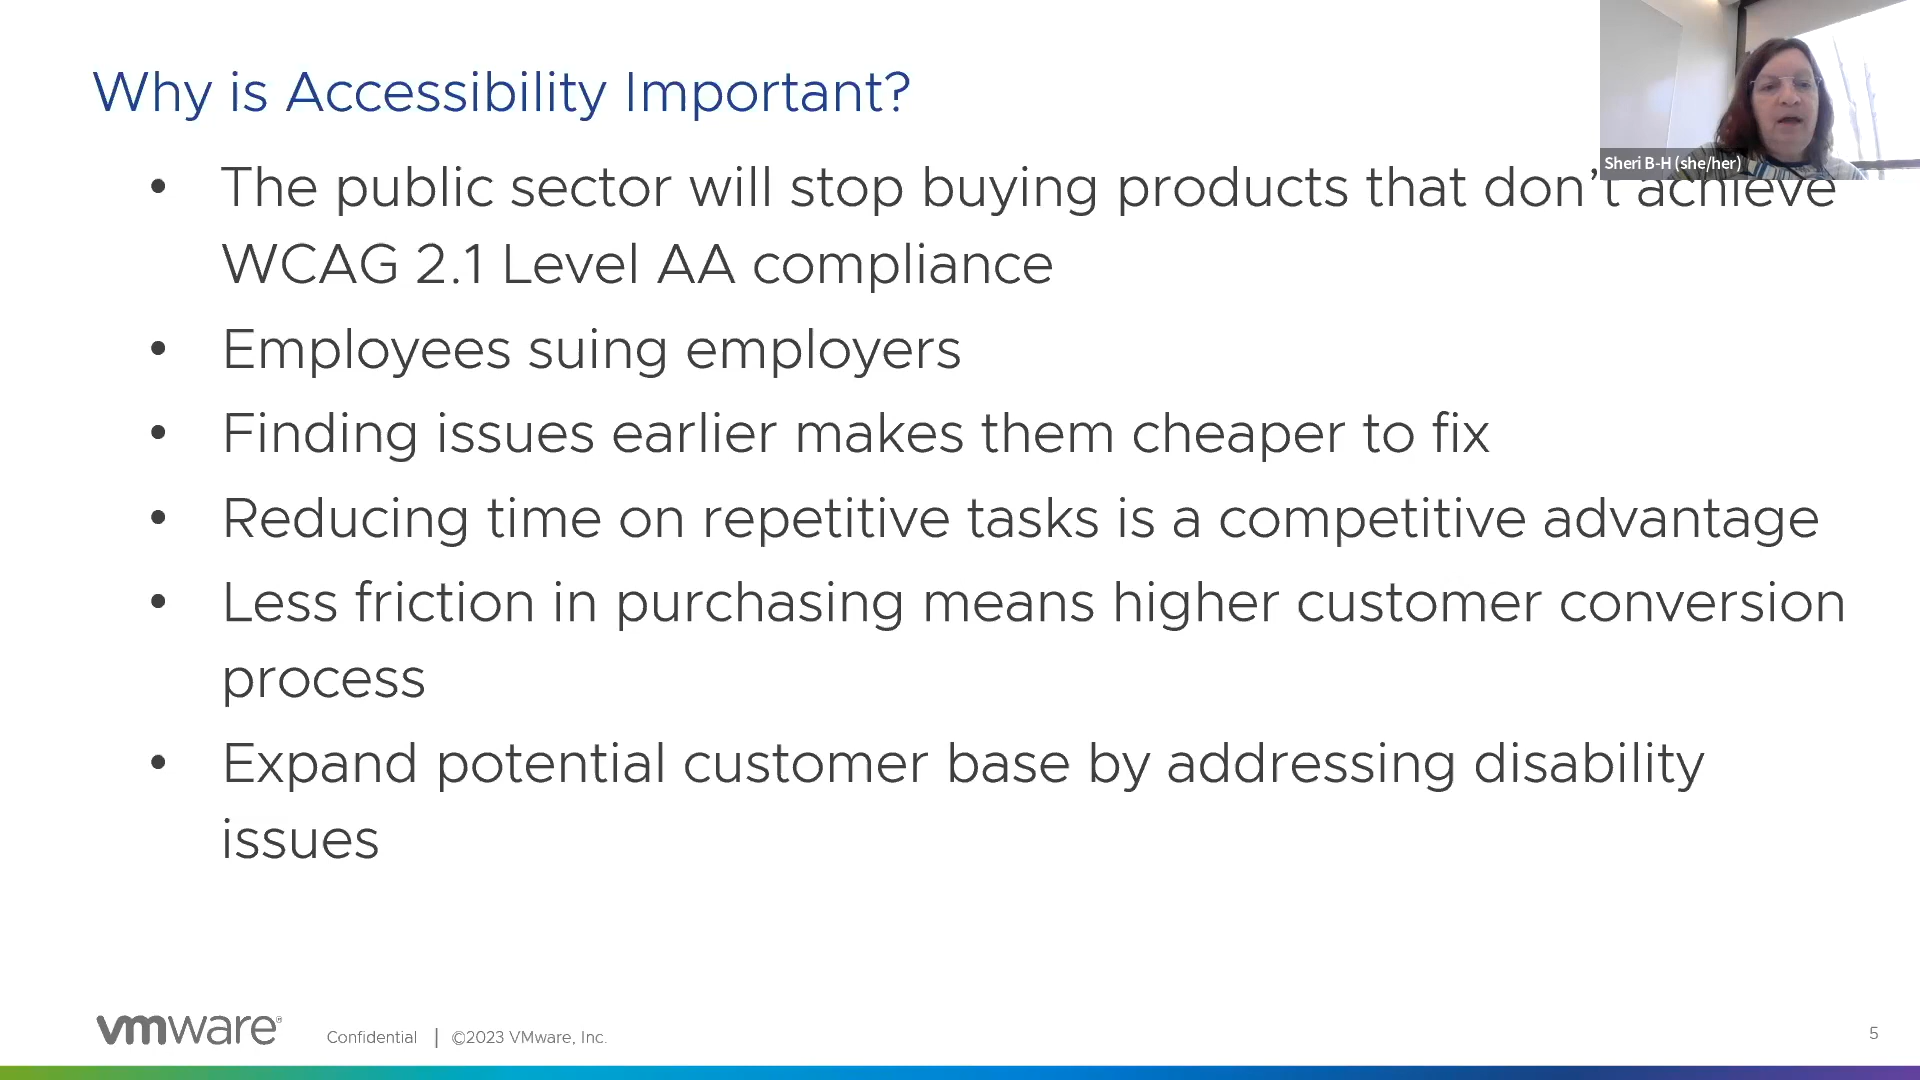 Why is Accessibility Important?
Sheri B-H (she/her)
• The public sector will stop buying products that don’t achieve
WCAG 2.1 Level AA compliance
• Employees suing employers
• Finding issues earlier makes them cheaper to fix
• Reducing time on repetitive tasks is a competitive advantage
• Less friction in purchasing means higher customer conversion
process
• Expand potential customer base by addressing disability
issues
vmware®
Confidential | ©2023 VMware, Inc.
5